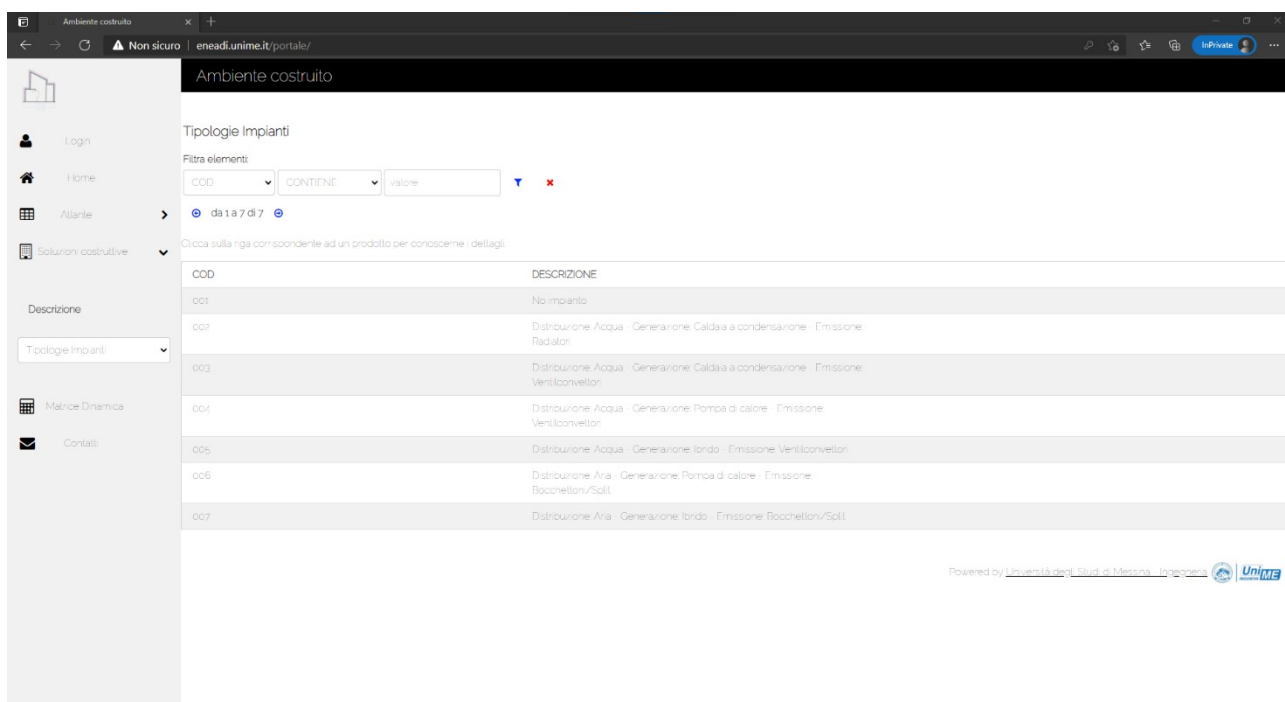 Ambiente costruito
Non sicuro | eneadi.unime.it/portale/
InPrivate
Ambiente costruito
Login
Home
Atlante
Soluzioni costruttive
Descrizione
Tipologie Impianti
Matrice Dinamica
Contatti
Tipologie Impianti
Filtra elementi:
COD CONTIENE valore
da 1 a 7 di 7
Clicca sulla riga corrispondente ad un prodotto per conoscerne i dettagli.
COD DESCRIZIONE
001 No impianto
002 Distribuzione: Acqua - Generazione: Caldaia a condensazione - Emissione:
Radiatori
003 Distribuzione: Acqua - Generazione: Caldaia a condensazione - Emissione:
Ventilconvettori
004 Distribuzione: Acqua - Generazione: Pompa di calore - Emissione:
Ventilconvettori
005 Distribuzione: Acqua - Generazione: Ibrido - Emissione: Ventilconvettori
006 Distribuzione: Aria - Generazione: Pompa di calore - Emissione:
Bocchettoni/Split
007 Distribuzione: Aria - Generazione: Ibrido - Emissione: Bocchettoni/Split
Powered by Università degli Studi di Messina - Ingegneria UniME